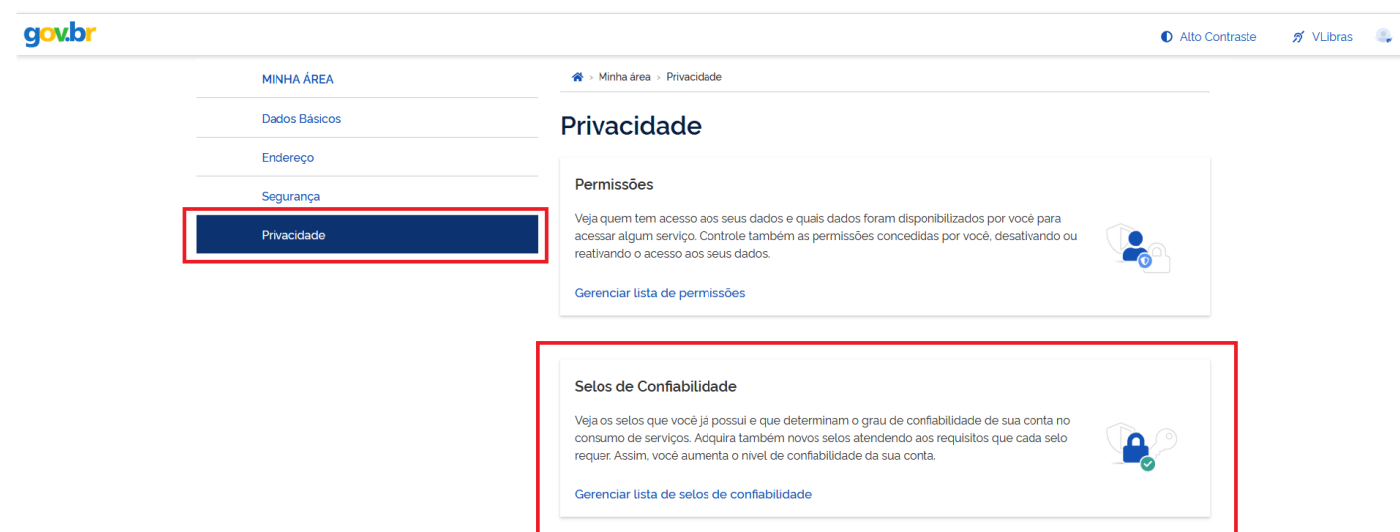 gov.br
Alto Contraste
VLibras
MINHA ÁREA
Dados Básicos
Endereço
Segurança
Privacidade
Minha área > Privacidade
Privacidade
Permissões
Veja quem tem acesso aos seus dados e quais dados foram disponibilizados por você para
acessar algum serviço. Controle também as permissões concedidas por você, desativando ou
reativando o acesso aos seus dados.
Gerenciar lista de permissões
Selos de Confiabilidade
Veja os selos que você já possui e que determinam o grau de confiabilidade de sua conta no
consumo de serviços. Adquira também novos selos atendendo aos requisitos que cada selo
requer. Assim, você aumenta o nível de confiabilidade da sua conta.
Gerenciar lista de selos de confiabilidade